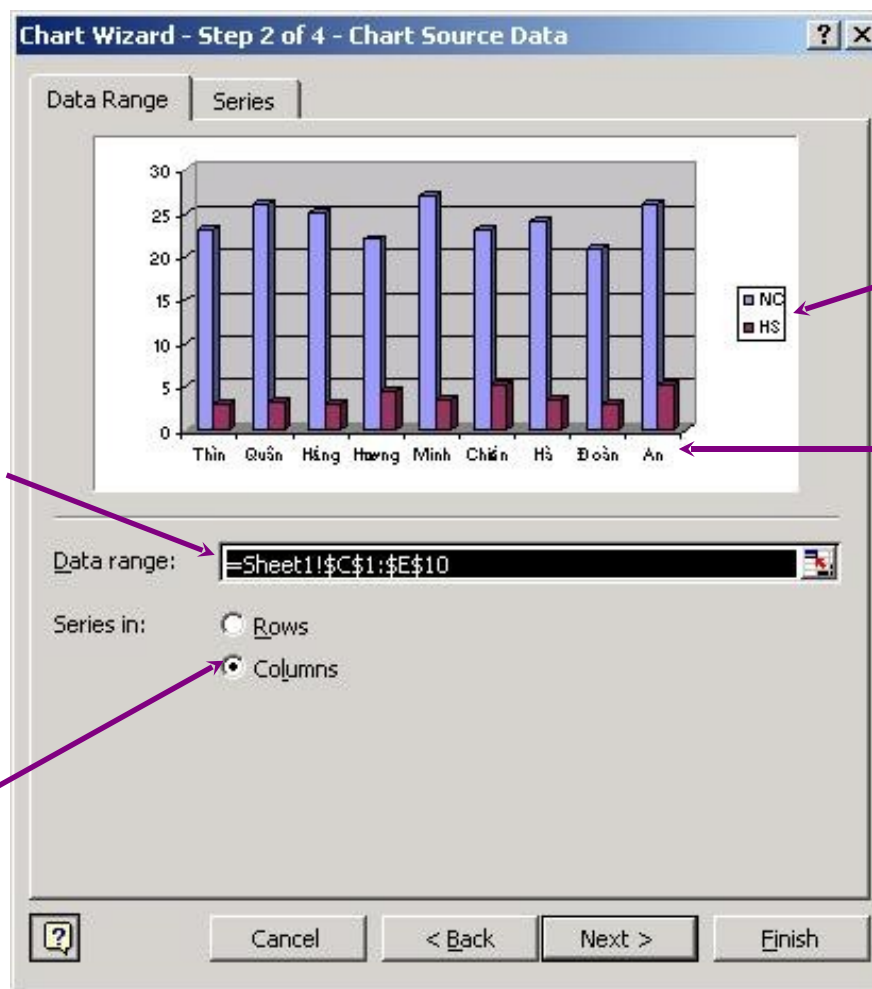 Chart Wizard - Step 2 of 4 - Chart Source Data
Data Range Series
30
25
20
15
10
5
0
NC
HS
Thìn Quân Hằng Hương Minh Chiến Hà Đoàn An
Data range: =Sheet1!$C$1:$E$10
Series in: Rows
Columns
Cancel < Back Next > Finish